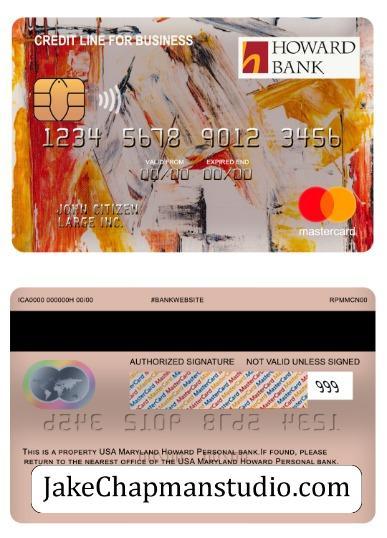 CREDIT LINE FOR BUSINESS
HOWARD
BANK
1234 5678 9012 3456
VALID FROM EXPIRED END
00/00 00/00
JOHN CITIZEN
LARGE INC.
mastercard
ICA0000 000000H 00/00 #BANKWEBSITE RPMMCN00
AUTHORIZED SIGNATURE NOT VALID UNLESS SIGNED
MasterCard MasterCard MasterCard
999
THIS IS A PROPERTY USA MARYLAND HOWARD PERSONAL BANK.IF FOUND, PLEASE
RETURN TO THE NEAREST OFFICE OF THE USA MARYLAND HOWARD PERSONAL BANK.
JakeChapmanstudio.com